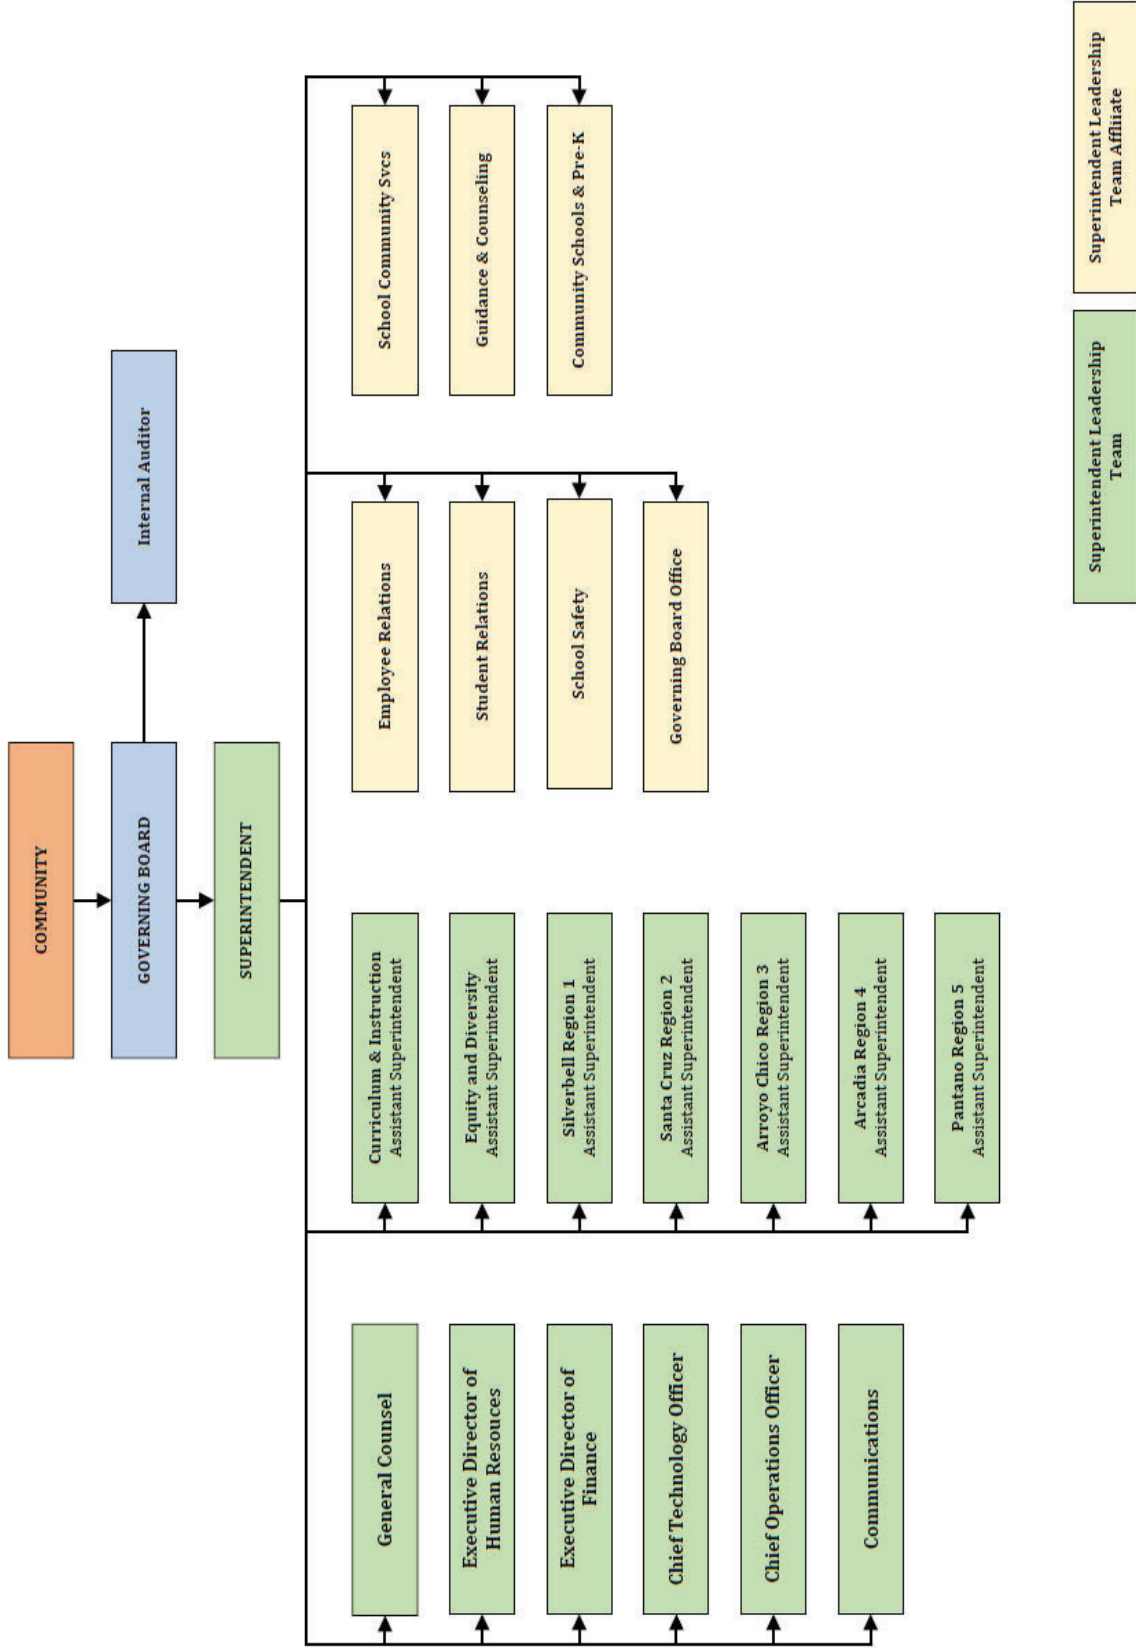 COMMUNITY
GOVERNING BOARD
Internal Auditor
SUPERINTENDENT
General Counsel
Executive Director of
Human Resouces
Executive Director of
Finance
Chief Technology Officer
Chief Operations Officer
Communications
Curriculum & Instruction
Assistant Superintendent
Equity and Diversity
Assistant Superintendent
Silverbell Region 1
Assistant Superintendent
Santa Cruz Region 2
Assistant Superintendent
Arroyo Chico Region 3
Assistant Superintendent
Arcadia Region 4
Assistant Superintendent
Pantano Region 5
Assistant Superintendent
Employee Relations
Student Relations
School Safety
Governing Board Office
School Community Svcs
Guidance & Counseling
Community Schools & Pre-K
Superintendent Leadership
Team
Superintendent Leadership
Team Affliiate